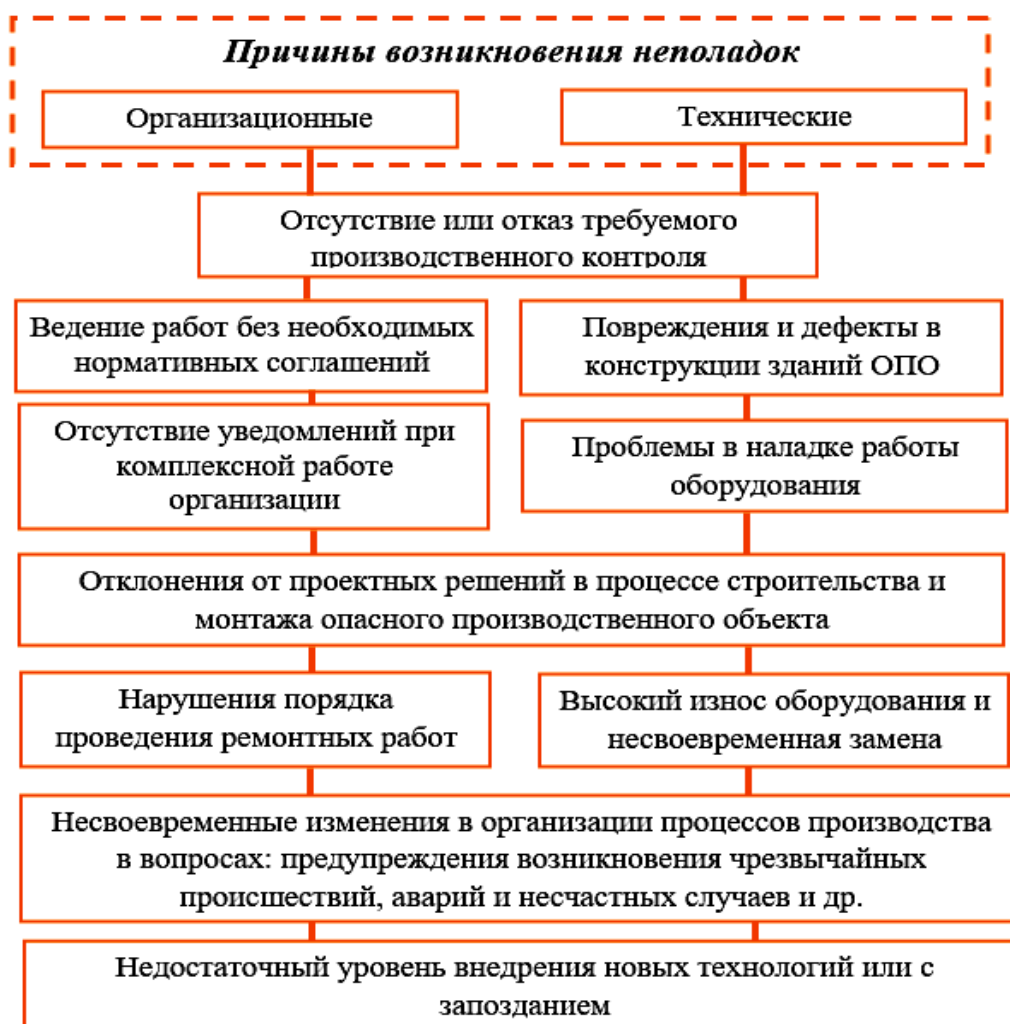 Причины возникновения неполадок
Организационные
Технические
Отсутствие или отказ требуемого
производственного контроля
Ведение работ без необходимых
нормативных соглашений
Повреждения и дефекты в
конструкции зданий ОПО
Отсутствие уведомлений при
комплексной работе
организации
Проблемы в наладке работы
оборудования
Отклонения от проектных решений в процессе строительства и
монтажа опасного производственного объекта
Нарушения порядка
проведения ремонтных работ
Высокий износ оборудования и
несвоевременная замена
Несвоевременные изменения в организации процессов производства
в вопросах: предупреждения возникновения чрезвычайных
происшествий, аварий и несчастных случаев и др.
Недостаточный уровень внедрения новых технологий или с
запозданием